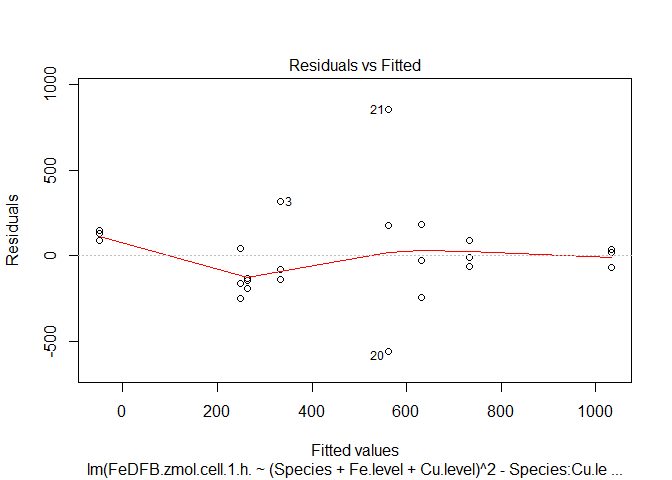 Residuals vs Fitted
1000
500
0
-500
Residuals
21
3
20
0 200 400 600 800 1000
Fitted values
lm(FeDFB.zmol.cell.1.h. ~ (Species + Fe.level + Cu.level)^2 - Species:Cu.le ...